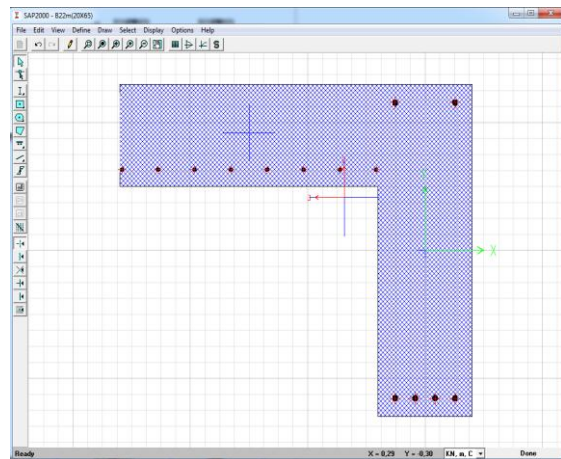 SAP2000 - B22m(20X65)
File Edit View Define Draw Select Display Options Help
X
Ready X = 0,29 Y = -0,30 KN, m, C Done